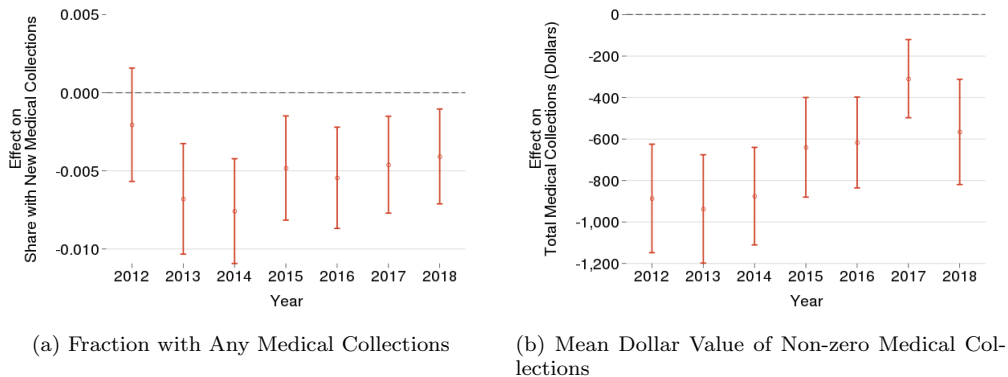 Effect on
Share with New Medical Collections
0.005
0.000
-0.005
-0.010
2012 2013 2014 2015 2016 2017 2018
Year
(a) Fraction with Any Medical Collections
Effect on
Total Medical Collections (Dollars)
0
-200
-400
-600
-800
-1,000
-1,200
2012 2013 2014 2015 2016 2017 2018
Year
(b) Mean Dollar Value of Non-zero Medical Col-
lections